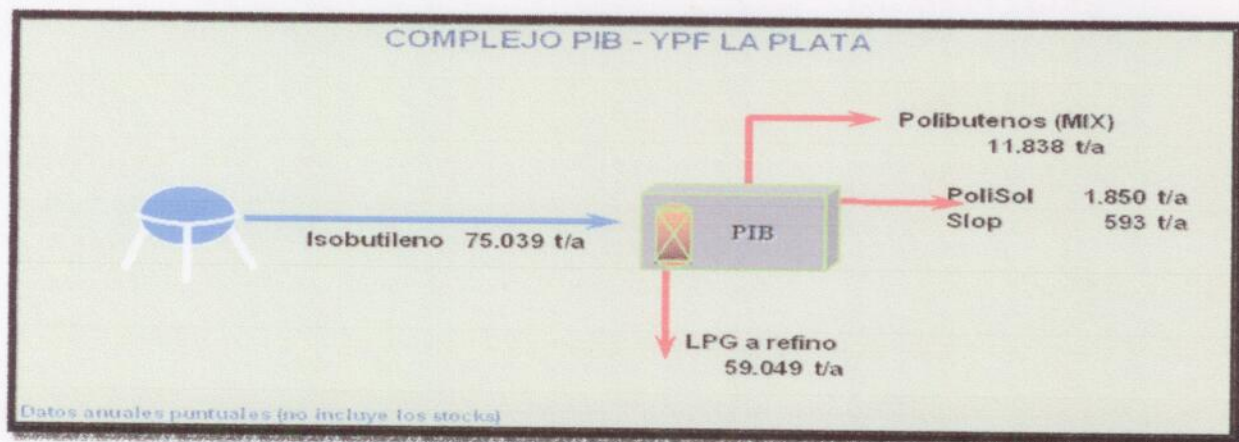 COMPLEJO PIB - YPF LA PLATA
Polibutenos (MIX)
11.838 t/a
PoliSol 1.850 t/a
Slop 593 t/a
Isobutileno 75.039 t/a
PIB
LPG a refino
59.049 t/a
Datos anuales puntuales (no incluye los stocks)